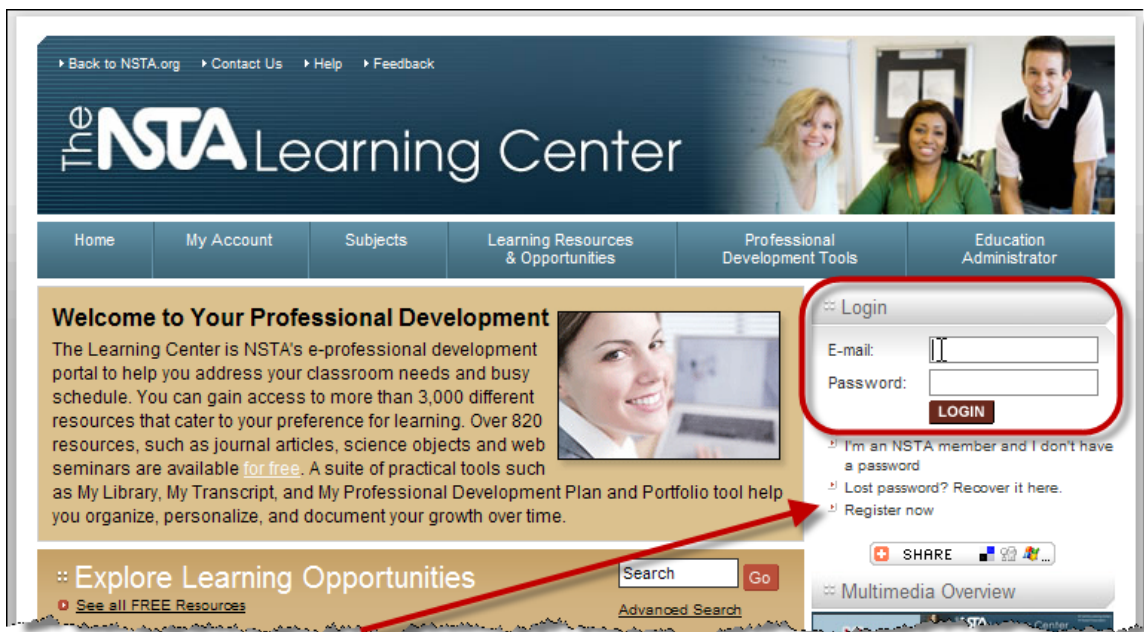 Back to NSTA.org Contact Us Help Feedback
The NSTA Learning Center
Home My Account Subjects Learning Resources & Opportunities Professional Development Tools Education Administrator
Welcome to Your Professional Development
The Learning Center is NSTA's e-professional development
portal to help you address your classroom needs and busy
schedule. You can gain access to more than 3,000 different
resources that cater to your preference for learning. Over 820
resources, such as journal articles, science objects and web
seminars are available for free. A suite of practical tools such
as My Library, My Transcript, and My Professional Development Plan and Portfolio tool help
you organize, personalize, and document your growth over time.
Login
E-mail:
Password:
LOGIN
I'm an NSTA member and I don't have
a password
Lost password? Recover it here.
Register now
SHARE
Explore Learning Opportunities
See all FREE Resources
Search Go
Advanced Search
Multimedia Overview
NSTA Learning Center